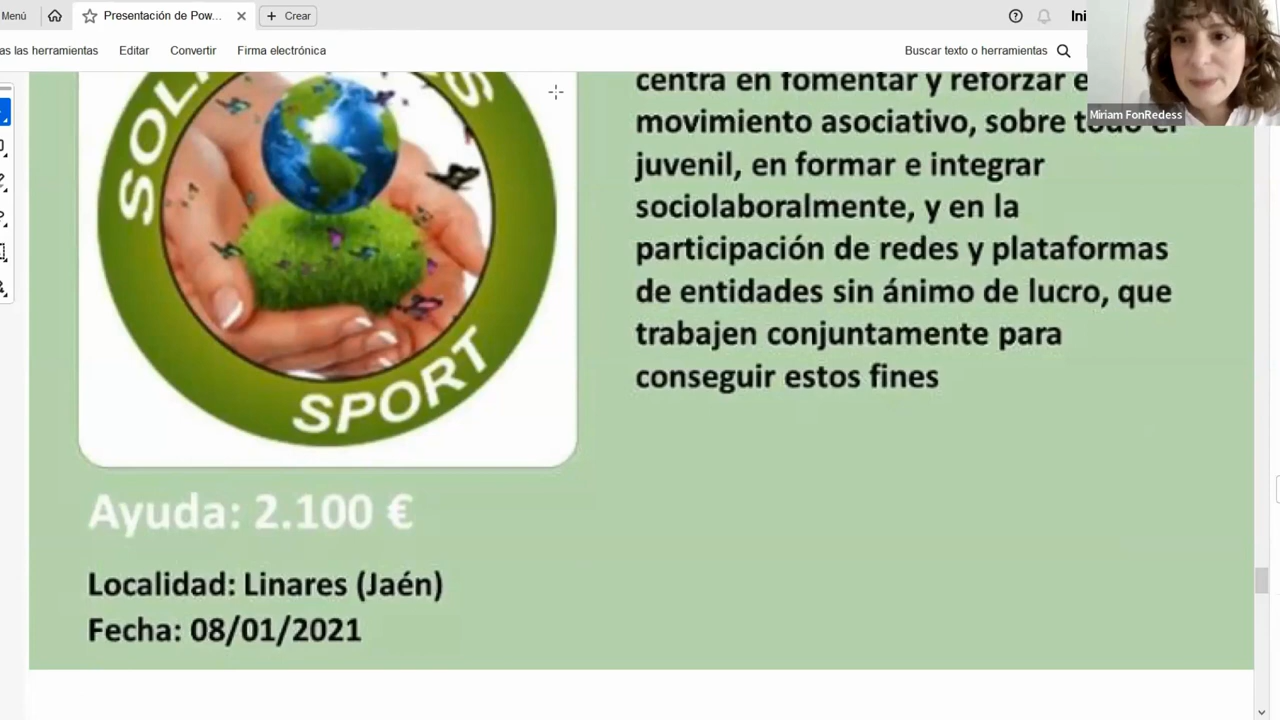 Menú
Presentación de Pow...
Crear
Ini
as las herramientas
Editar
Convertir
Firma electrónica
Buscar texto o herramientas
Miriam FonRedess
SPORT
centra en fomentar y reforzar e
movimiento asociativo, sobre todo el
juvenil, en formar e integrar
sociolaboralmente, y en la
participación de redes y plataformas
de entidades sin ánimo de lucro, que
trabajen conjuntamente para
conseguir estos fines
Ayuda: 2.100 €
Localidad: Linares (Jaén)
Fecha: 08/01/2021